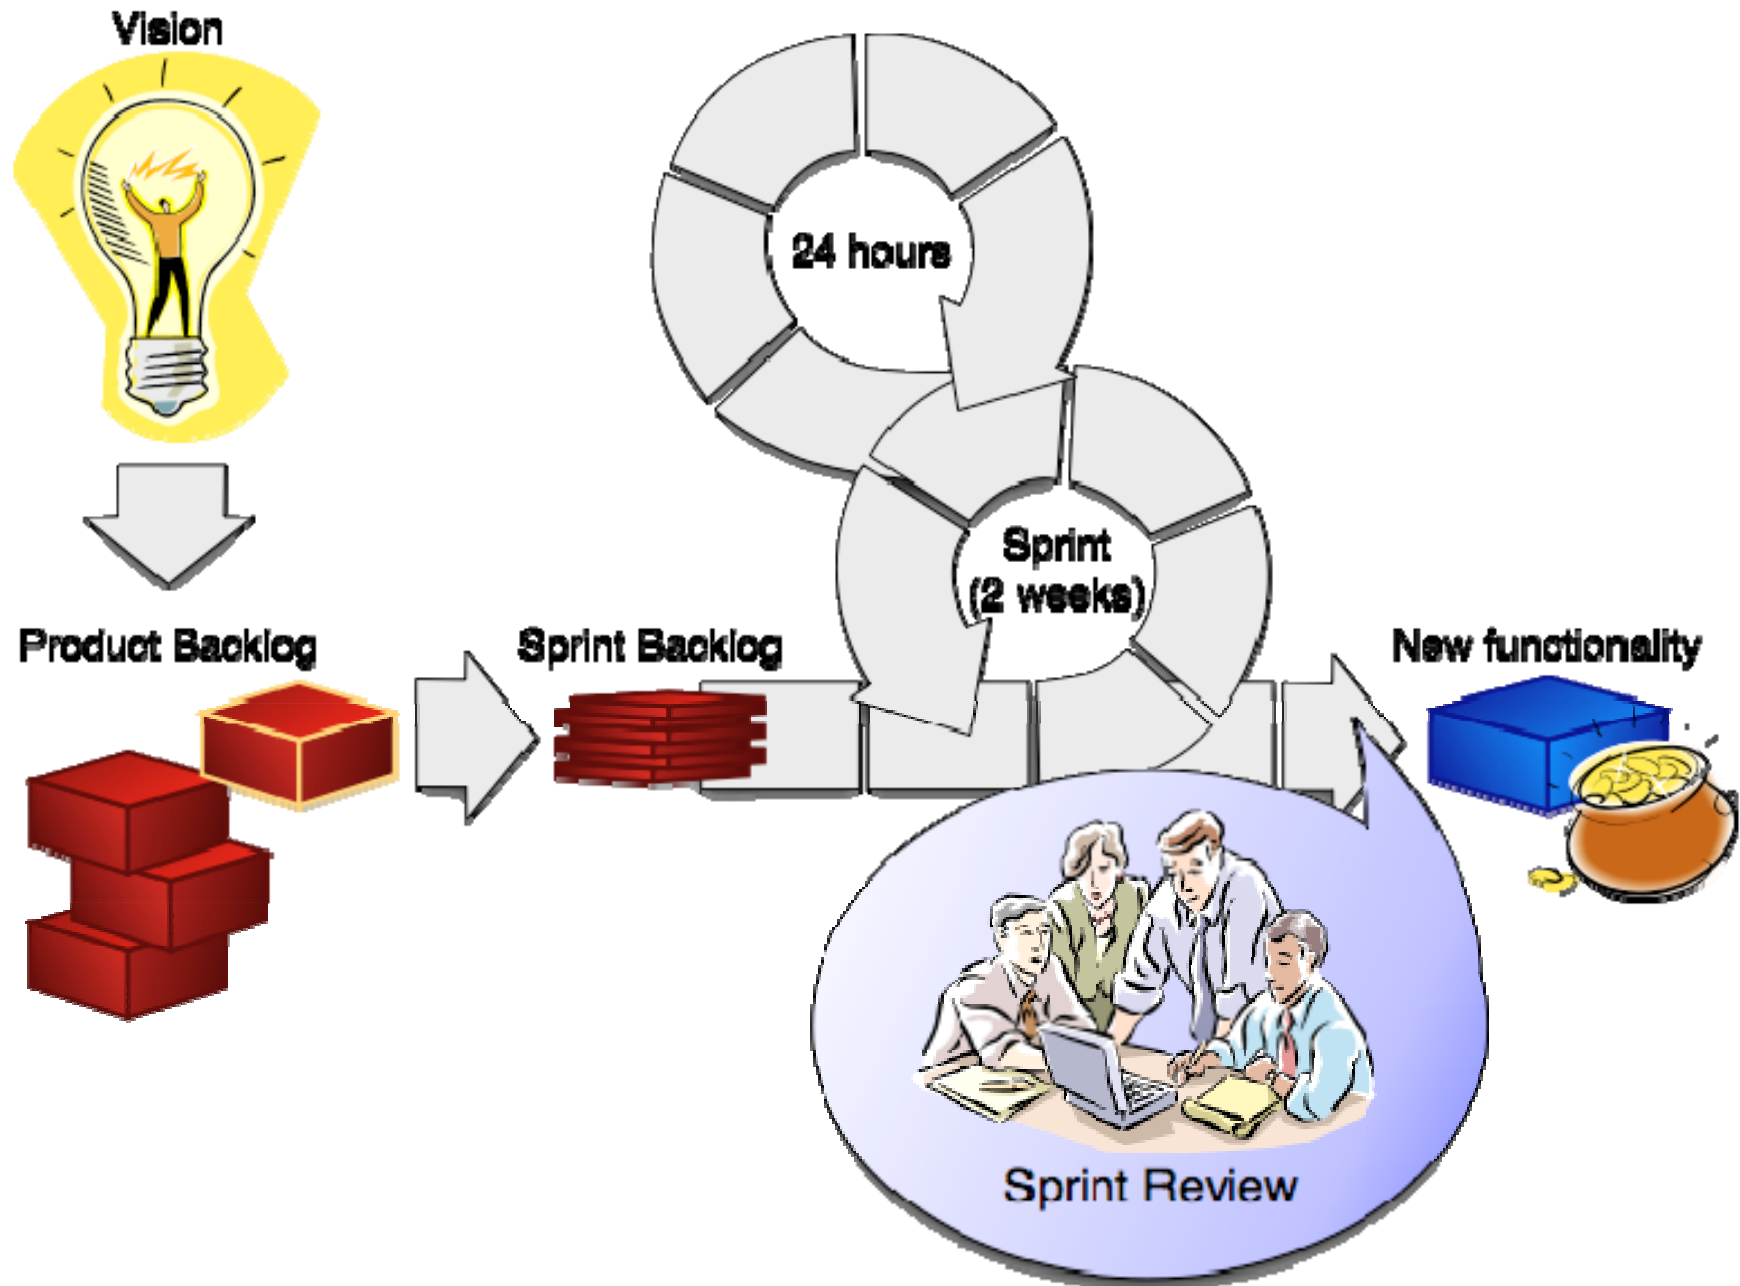 Vision
24 hours
Sprint
(2 weeks)
Product Backlog
Sprint Backlog
New functionality
Sprint Review